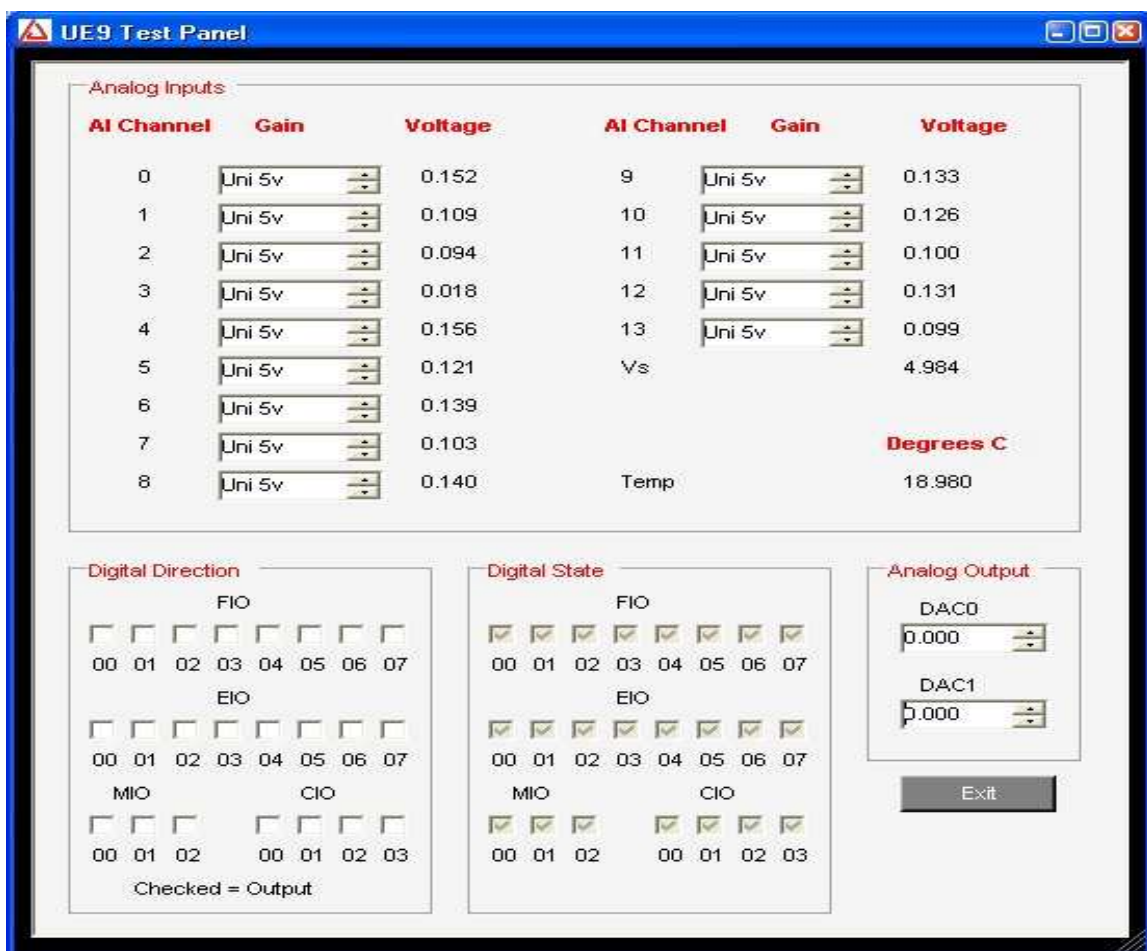 UE9 Test Panel
Analog Inputs
AI Channel Gain Voltage AI Channel Gain Voltage
0 Uni 5v 0.152 9 Uni 5v 0.133
1 Uni 5v 0.109 10 Uni 5v 0.126
2 Uni 5v 0.094 11 Uni 5v 0.100
3 Uni 5v 0.018 12 Uni 5v 0.131
4 Uni 5v 0.156 13 Uni 5v 0.099
5 Uni 5v 0.121 Vs 4.984
6 Uni 5v 0.139
7 Uni 5v 0.103 Degrees C
8 Uni 5v 0.140 Temp 18.980
Digital Direction
FIO
00 01 02 03 04 05 06 07
EIO
00 01 02 03 04 05 06 07
MIO CIO
00 01 02 00 01 02 03
Checked = Output
Digital State
FIO
00 01 02 03 04 05 06 07
EIO
00 01 02 03 04 05 06 07
MIO CIO
00 01 02 00 01 02 03
Analog Output
DAC0
0.000
DAC1
0.000
Exit